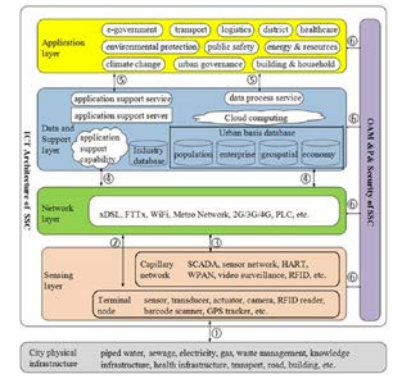 e-government transport logistics district healthcare
Application layer
environmental protection public safety energy & resources
climate change urban governance building & household
⑥
⑤ ⑤
application support service data process service
application support server Cloud computing
Data and Support layer
application support capability
Industry database
Urban basis database
population enterprise geospatial economy
⑥
④ ④
Network layer
xDSL, FTTx, WiFi, Metro Network, 2G/3G/4G, PLC, etc.
⑥
② ③
Sensing layer
Capillary network
SCADA, sensor network, HART, WPAN, video surveillance, RFID, etc.
Terminal node
sensor, transducer, actuator, camera, RFID reader, barcode scanner, GPS tracker, etc.
⑥
①
City physical infrastructure
piped water, sewage, electricity, gas, waste management, knowledge infrastructure, health infrastructure, transport, road, building, etc.
ICT Architecture of SSC
OAM &P& Security of SSC